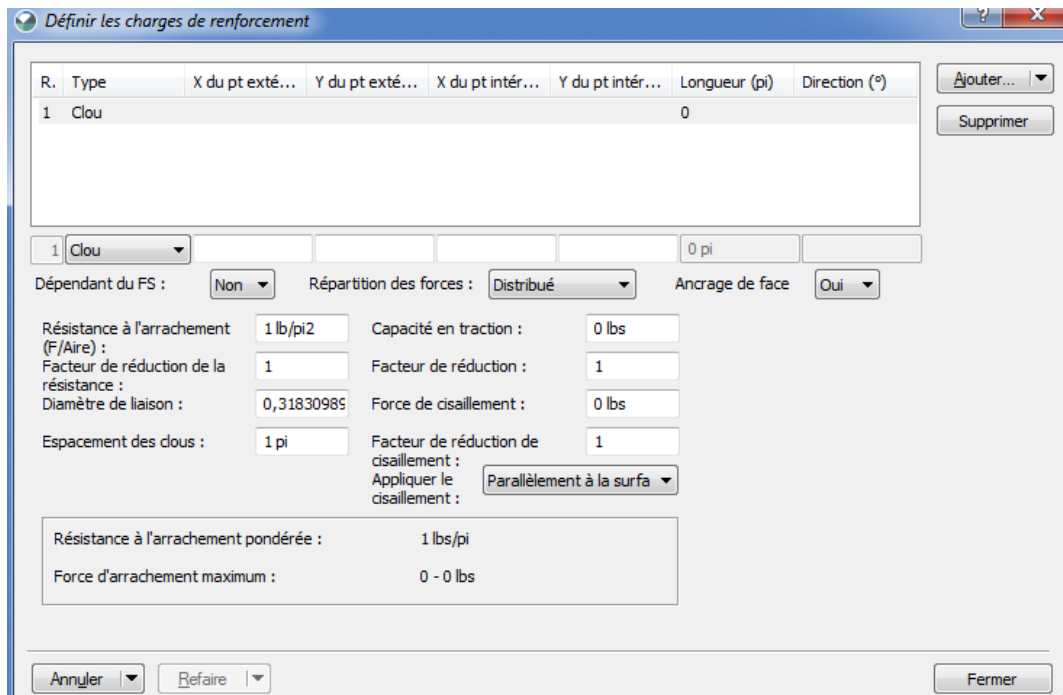 Définir les charges de renforcement
R. Type X du pt exté... Y du pt exté... X du pt intér... Y du pt intér... Longueur (pi) Direction (°) Ajouter...
1 Clou 0
Supprimer
1 Clou 0 pi
Dépendant du FS : Non Répartition des forces : Distribué Ancrage de face Oui
Résistance à l'arrachement
(F/Aire) : 1 lb/pi2 Capacité en traction : 0 lbs
Facteur de réduction de la
résistance : 1 Facteur de réduction : 1
Diamètre de liaison : 0,31830989 Force de cisaillement : 0 lbs
Espacement des clous : 1 pi Facteur de réduction de
cisaillement : 1
Appliquer le
cisaillement : Parallèlement à la surfa
Résistance à l'arrachement pondérée : 1 lbs/pi
Force d'arrachement maximum : 0 - 0 lbs
Annuler Refaire Fermer